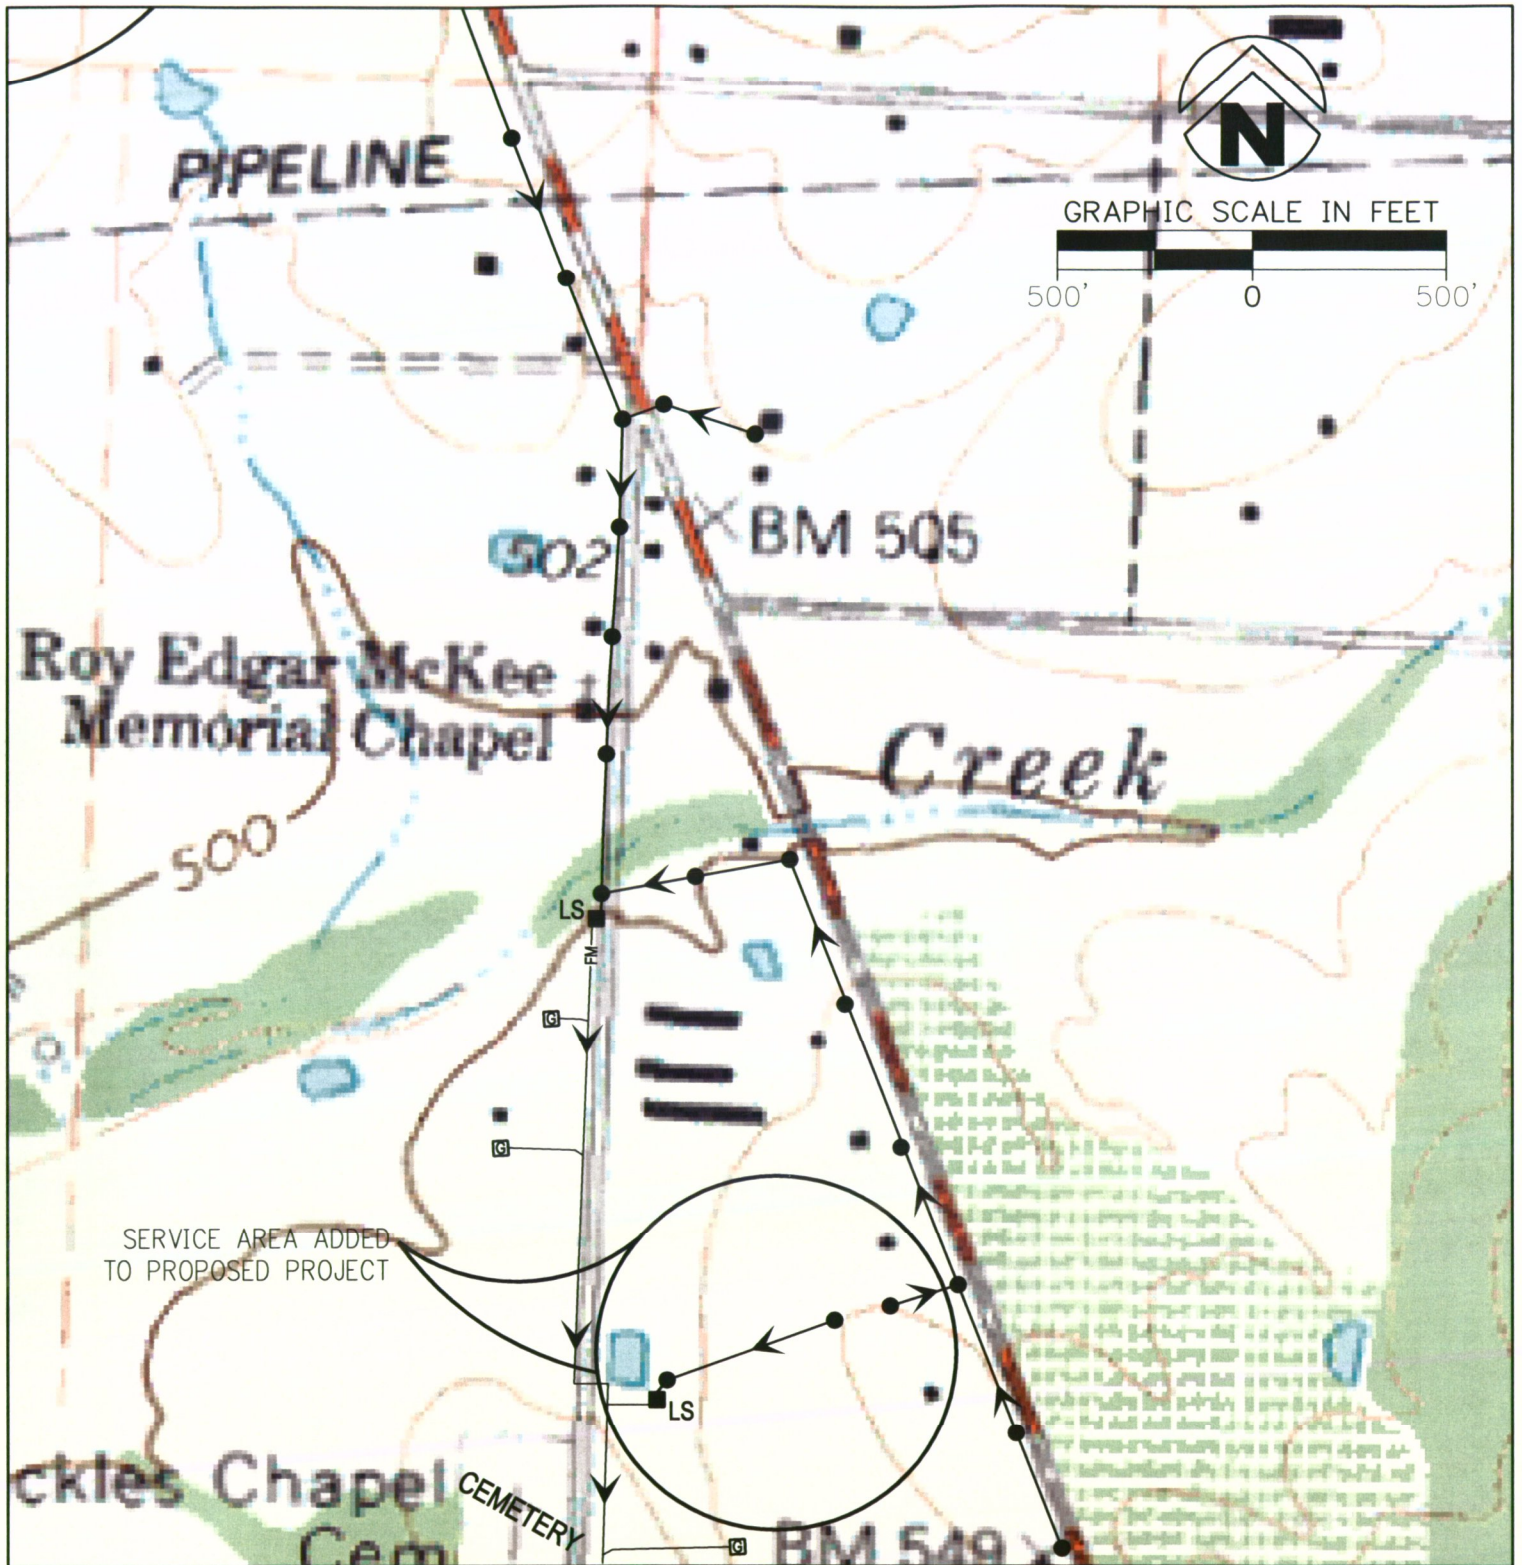 N
PIPELINE
GRAPHIC SCALE IN FEET
500' 0 500'
BM 505
502
Roy Edgar McKee
Memorial Chapel
Creek
500
LS
FM
G
G
SERVICE AREA ADDED
TO PROPOSED PROJECT
LS
ckles Chapel
Cem
CEMETERY
G
BM 549